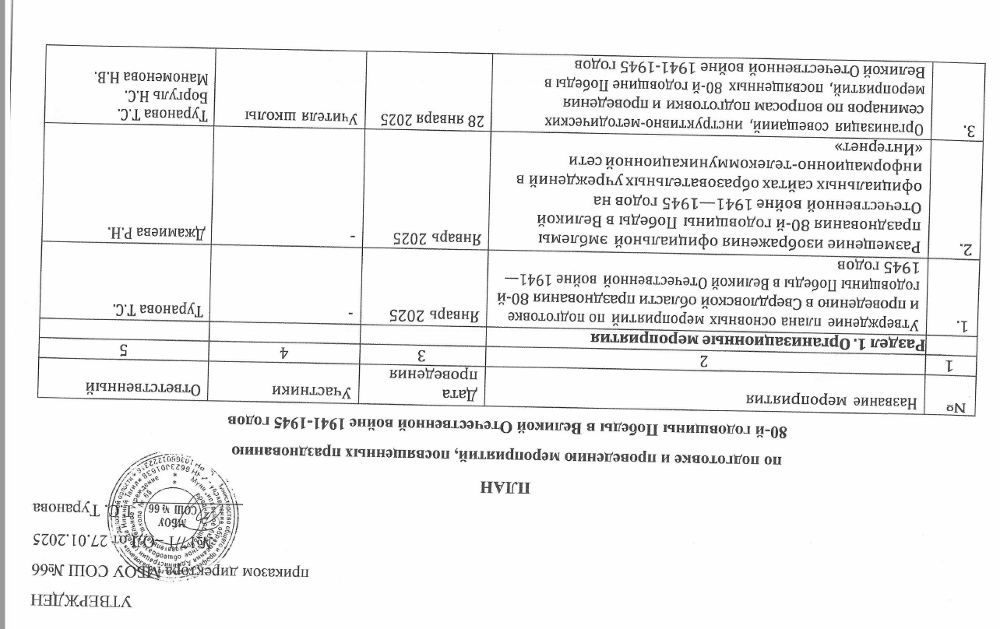 УТВЕРЖДЕН
приказом директора МБОУ СОШ №66
от 27.01.2025
Туранова
МБОУ
СОШ № 66
ПЛАН
по подготовке и проведению мероприятий, посвященных празднованию
80-й годовщины Победы в Великой Отечественной войне 1941-1945 годов
№ Название мероприятия Дата Участники Ответственный
проведения
1 2 3 4 5
Раздел 1. Организационные мероприятия
1. Утверждение плана основных мероприятий по подготовке Январь 2025 - Туранова Т.С.
и проведению в Свердловской области празднования 80-й
годовщины Победы в Великой Отечественной войне 1941—
1945 годов
2. Размещение изображения официальной эмблемы Январь 2025 - Джамиева Р.Н.
празднования 80-й годовщины Победы в Великой
Отечественной войне 1941—1945 годов на
официальных сайтах образовательных учреждений в
информационно-телекоммуникационной сети
«Интернет»
3. Организация совещаний, инструктивно-методических 28 января 2025 Учителя школы Туранова Т.С.
семинаров по вопросам подготовки и проведения Боргуль Н.С.
мероприятий, посвященных 80-й годовщине Победы в Маноменова Н.В.
Великой Отечественной войне 1941-1945 годов